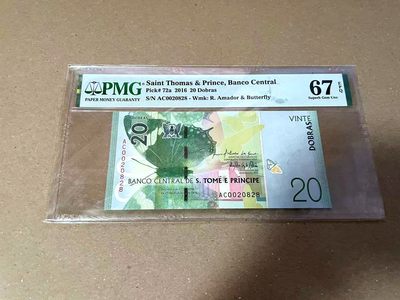 PMG
PAPER MONEY GUARANTY
Saint Thomas & Prince, Banco Central
Pick# 72a 2016 20 Dobras
S/N AC0020828 - Wmk: R. Amador & Butterfly
67 EPQ
Superb Gem Unc
20
AC0020828
VINTE
DOBRAS
BANCO CENTRAL DE S. TOMÉ E PRÍNCIPE
AC0020828
20